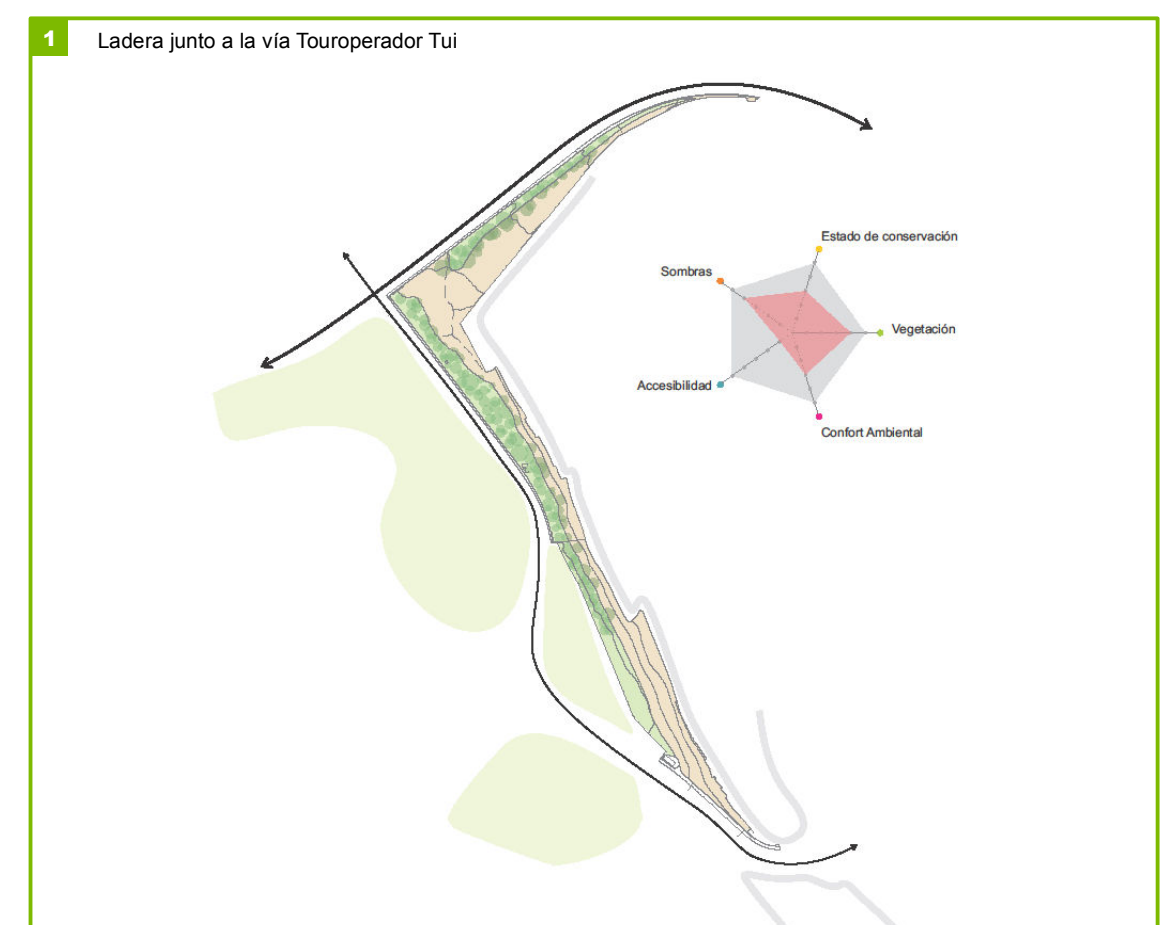 1
Ladera junto a la vía Touroperador Tui
Estado de conservación
Sombras
Vegetación
Accesibilidad
Confort Ambiental